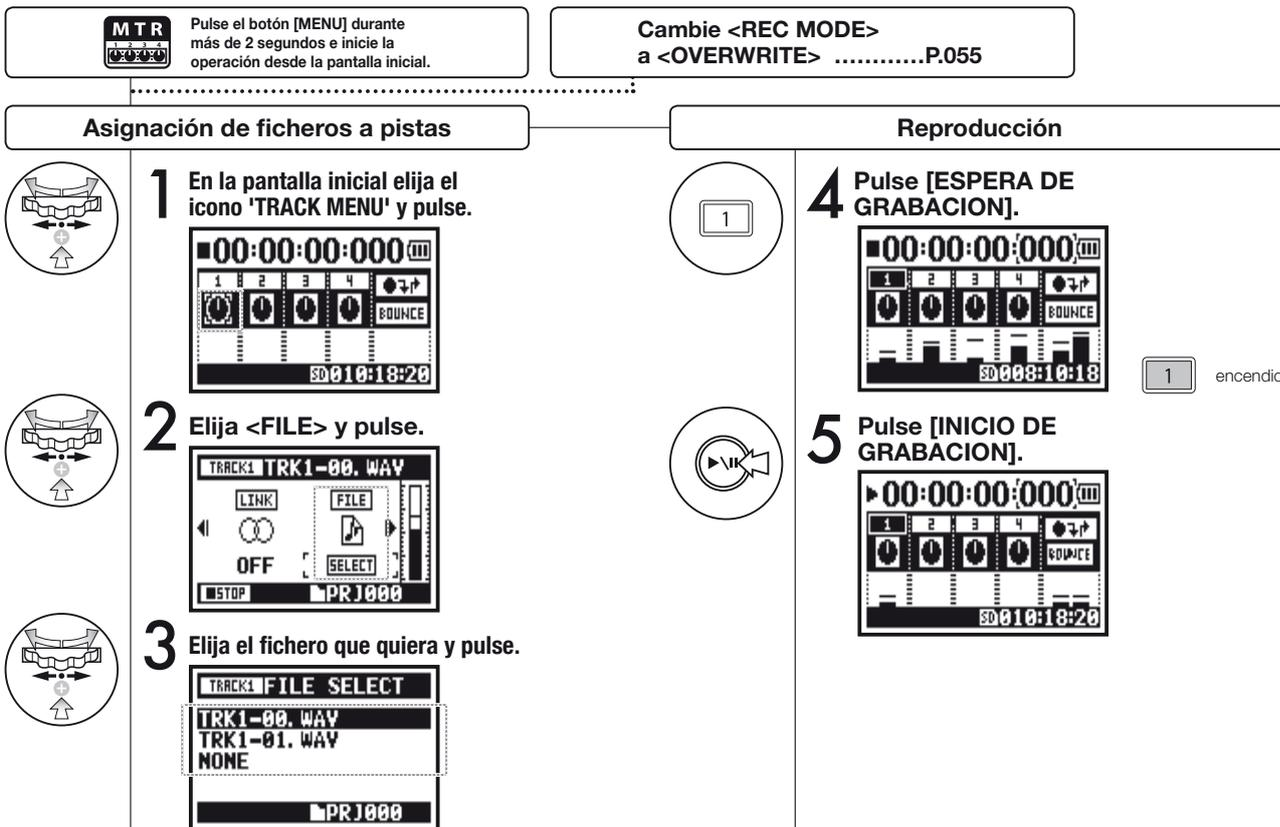 MTR
1 2 3 4
Pulse el botón [MENU] durante
más de 2 segundos e inicie la
operación desde la pantalla inicial.
Cambie <REC MODE>
a <OVERWRITE> …………P.055
Asignación de ficheros a pistas
1
En la pantalla inicial elija el
icono 'TRACK MENU' y pulse.
00:00:00:000
1 2 3 4
BOUNCE
SD 010:18:20
2
Elija <FILE> y pulse.
TRACK1 TRK1-00. WAV
LINK FILE
OFF SELECT
STOP PRJ000
3
Elija el fichero que quiera y pulse.
TRACK1 FILE SELECT
TRK1-00. WAV
TRK1-01. WAV
NONE
PRJ000
Reproducción
1
4
Pulse [ESPERA DE
GRABACION].
00:00:00:000
1 2 3 4
BOUNCE
SD 008:10:18
1 encendid
5
Pulse [INICIO DE
GRABACION].
00:00:00:000
1 2 3 4
BOUNCE
SD 010:18:20